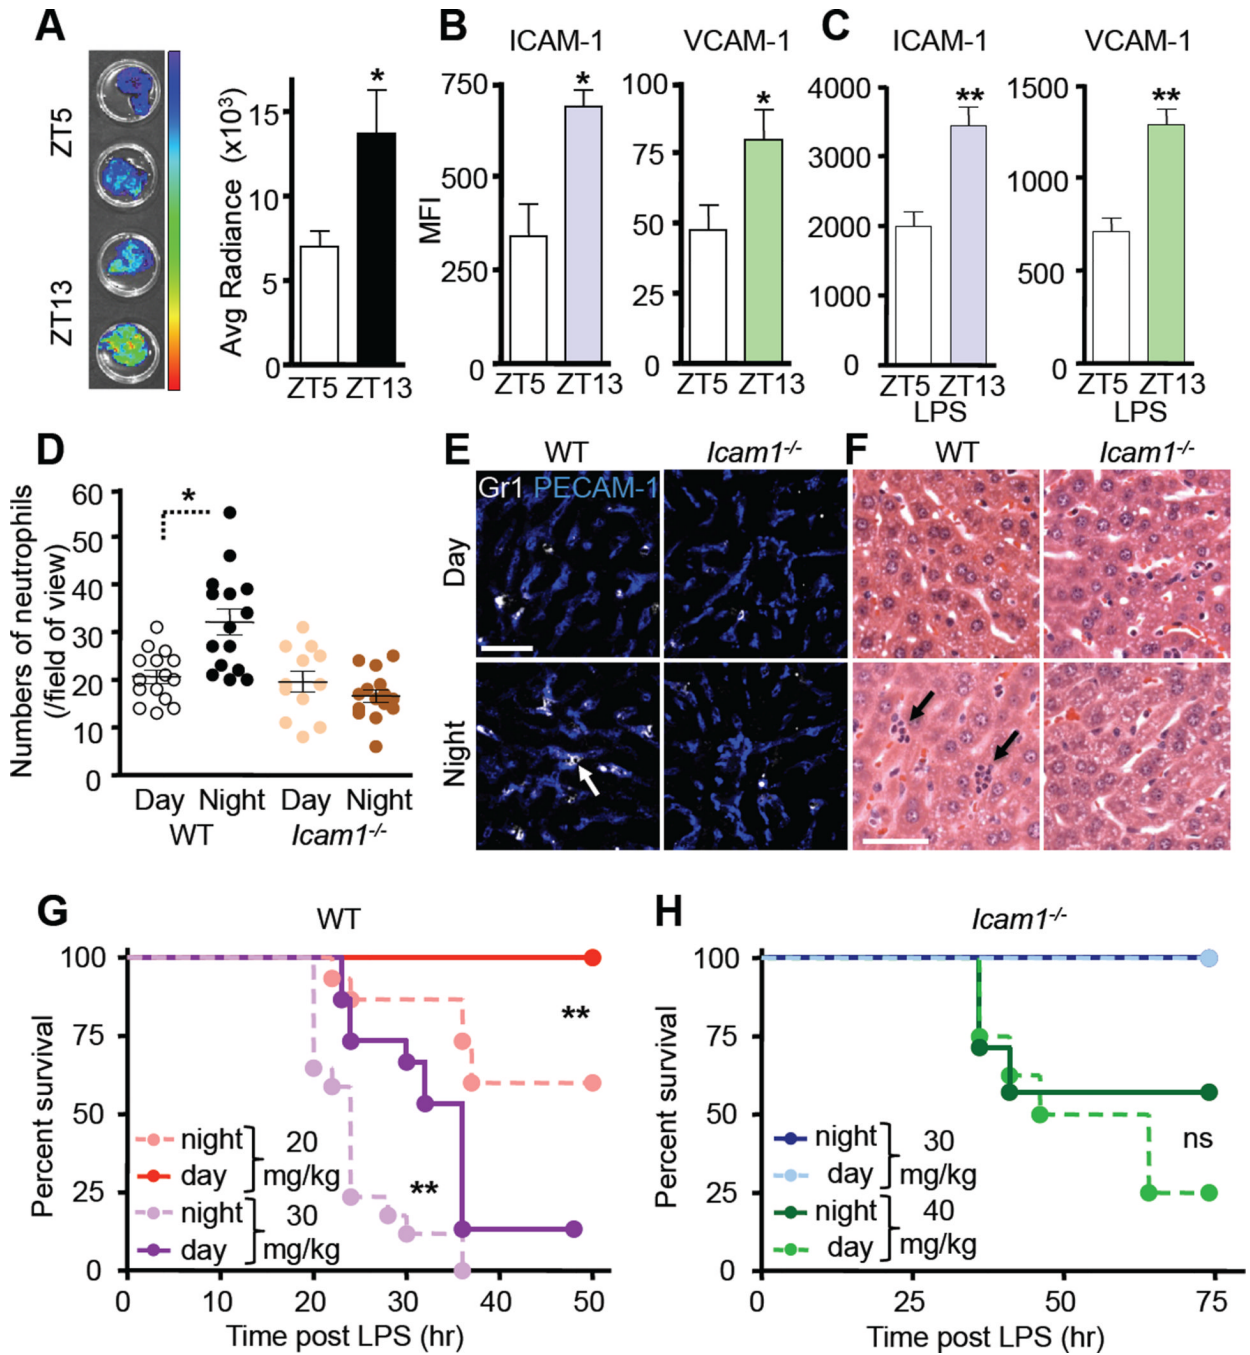 A
ZT5
ZT13
Avg Radiance (x10³)
15
10
5
0
*
ZT5 ZT13
B
ICAM-1
MFI
750
500
250
0
*
ZT5 ZT13
VCAM-1
100
75
50
25
0
*
ZT5 ZT13
C
ICAM-1
4000
3000
2000
1000
0
**
ZT5 ZT13
LPS
VCAM-1
1500
1000
500
0
**
ZT5 ZT13
LPS
D
Numbers of neutrophils
(/field of view)
60
50
40
30
20
10
0
*
Day Night Day Night
WT Icam1-/-
E
WT Icam1-/-
Gr1 PECAM-1
Day
Night
F
WT Icam1-/-
G
WT
Percent survival
100
75
50
25
0
**
**
night
day
20
mg/kg
night
day
30
mg/kg
0 10 20 30 40 50
Time post LPS (hr)
H
Icam1-/-
Percent survival
100
75
50
25
0
ns
night
day
30
mg/kg
night
day
40
mg/kg
0 25 50 75
Time post LPS (hr)